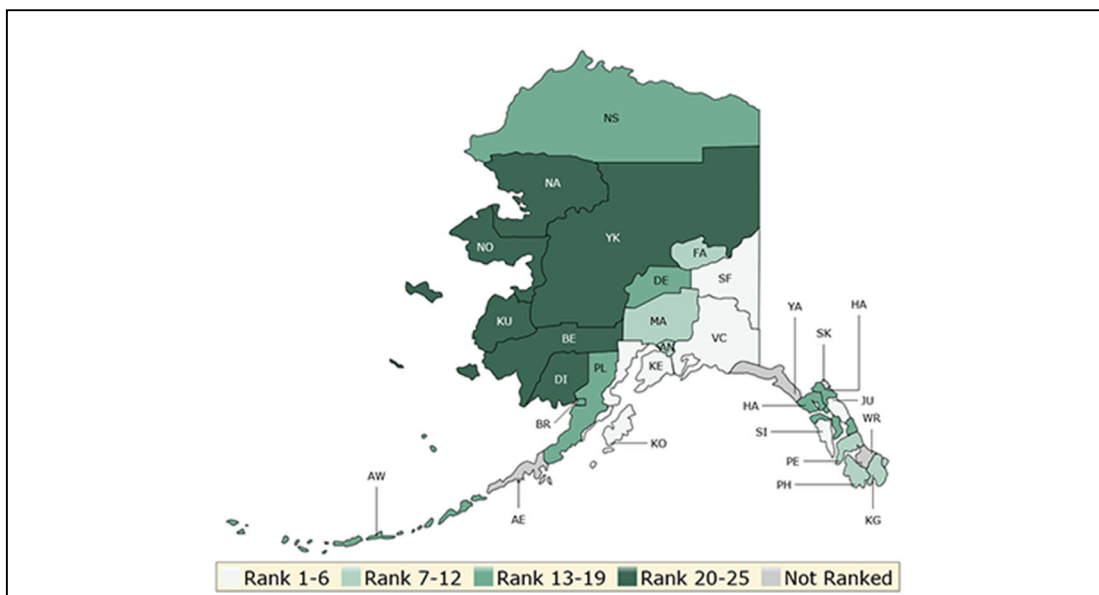 NS
NA
NO
YK
FA
DE
SF
KU
MA
VC
BE
AN
KE
DI
PL
BR
KO
AW
AE
YA
HA
SK
JU
HA
WR
SI
PE
PH
KG
Rank 1-6 Rank 7-12 Rank 13-19 Rank 20-25 Not Ranked